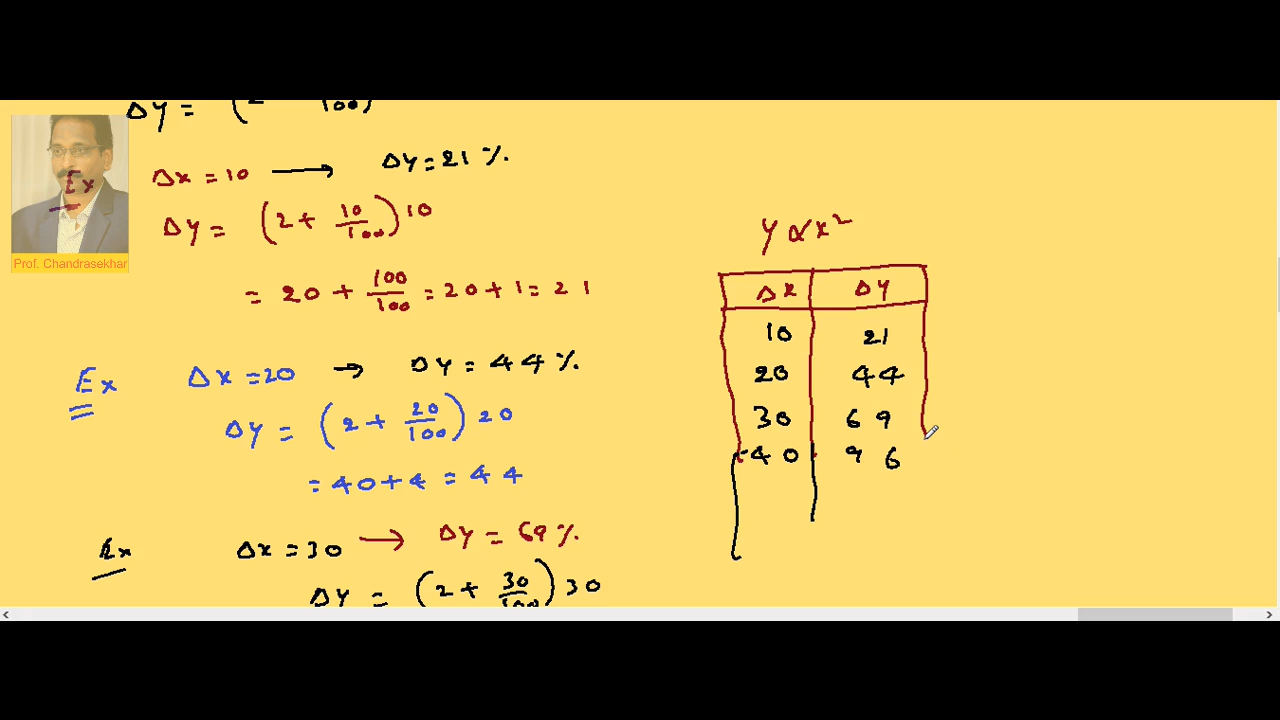 ΔY = (2 100)
Ex Δx = 10 → ΔY = 21 %.
ΔY = (2 + 10/100) 10
= 20 + 100/100 = 20 + 1 = 21
Prof. Chandrasekhar
Ex Δx = 20 → ΔY = 44 %.
ΔY = (2 + 20/100) 20
= 40 + 4 = 44
Ex Δx = 30 → ΔY = 69 %.
ΔY = (2 + 30/100) 30
Y ∝ x²
Δx ΔY
10 21
20 44
30 69
40 96